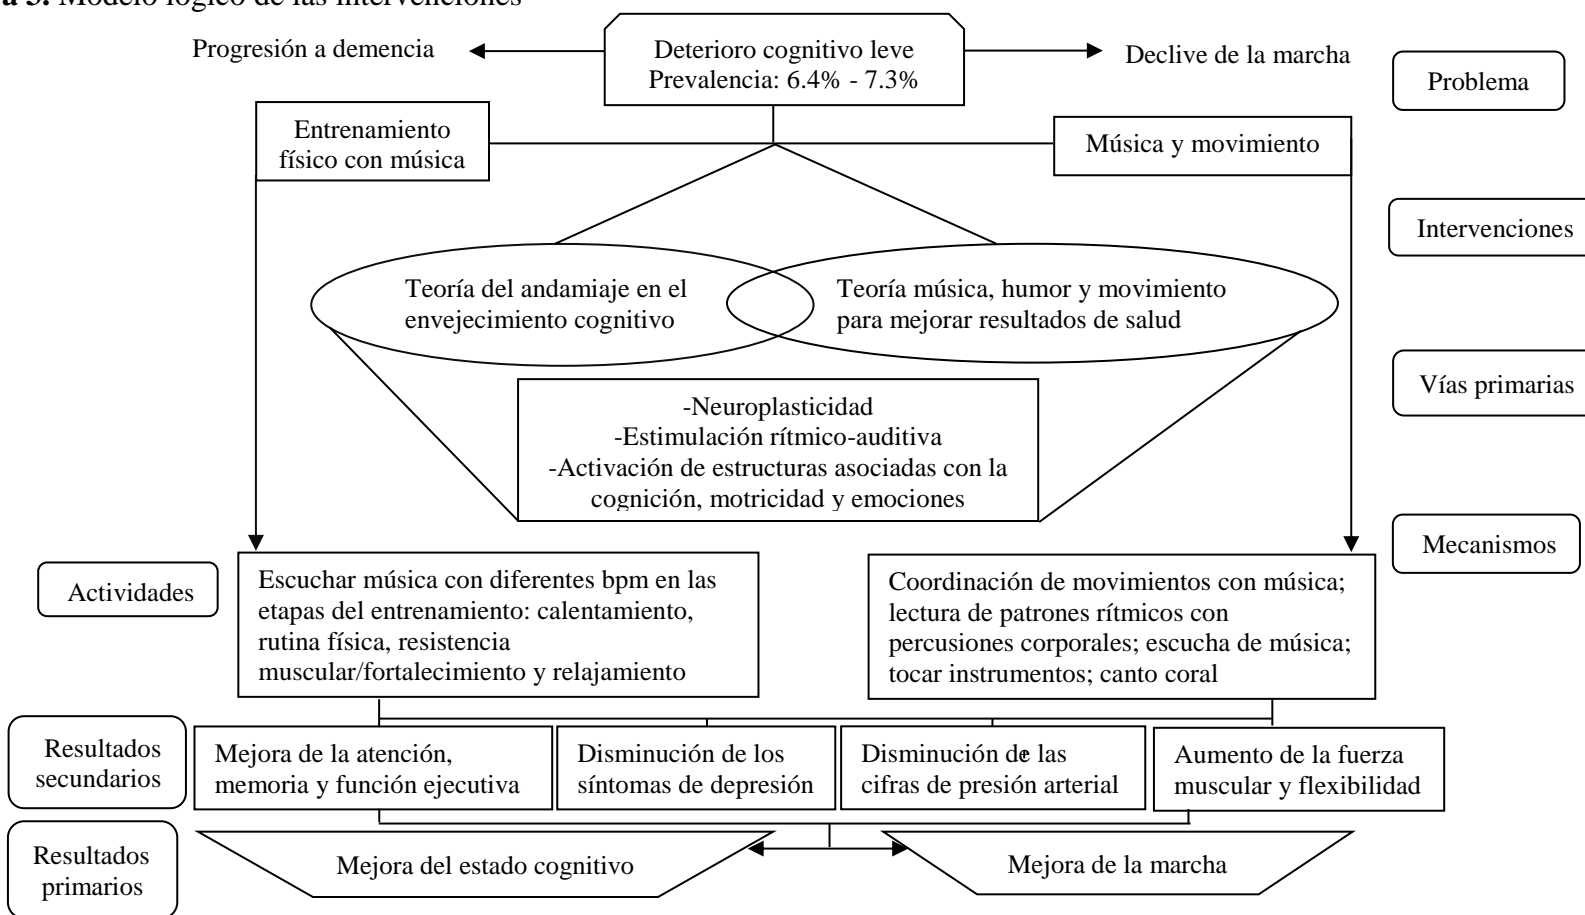 a 3. Modelo lógico de las intervenciones
Progresión a demencia
Deterioro cognitivo leve
Prevalencia: 6.4% - 7.3%
Declive de la marcha
Problema
Entrenamiento
físico con música
Música y movimiento
Intervenciones
Teoría del andamiaje en el
envejecimiento cognitivo
Teoría música, humor y movimiento
para mejorar resultados de salud
Vías primarias
-Neuroplasticidad
-Estimulación rítmico-auditiva
-Activación de estructuras asociadas con la
cognición, motricidad y emociones
Mecanismos
Actividades
Escuchar música con diferentes bpm en las
etapas del entrenamiento: calentamiento,
rutina física, resistencia
muscular/fortalecimiento y relajamiento
Coordinación de movimientos con música;
lectura de patrones rítmicos con
percusiones corporales; escucha de música;
tocar instrumentos; canto coral
Resultados
secundarios
Mejora de la atención,
memoria y función ejecutiva
Disminución de los
síntomas de depresión
Disminución de las
cifras de presión arterial
Aumento de la fuerza
muscular y flexibilidad
Resultados
primarios
Mejora del estado cognitivo
Mejora de la marcha